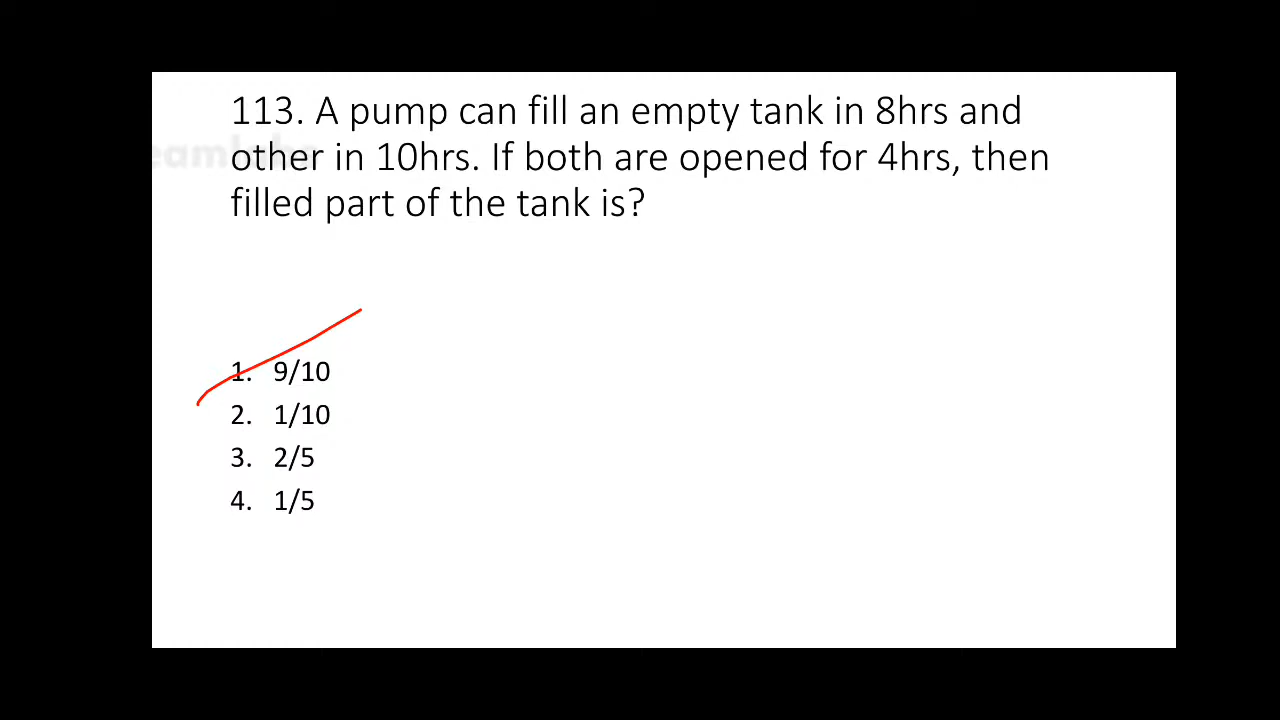 113. A pump can fill an empty tank in 8hrs and
other in 10hrs. If both are opened for 4hrs, then
filled part of the tank is?
1. 9/10
2. 1/10
3. 2/5
4. 1/5